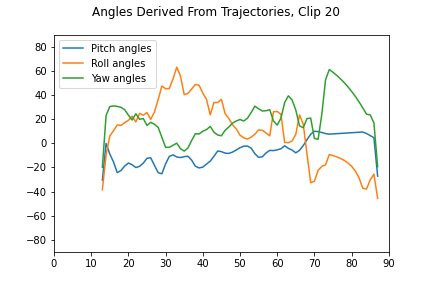 Angles Derived From Trajectories, Clip 20
Pitch angles
Roll angles
Yaw angles
80
60
40
20
0
−20
−40
−60
−80
0 10 20 30 40 50 60 70 80 90